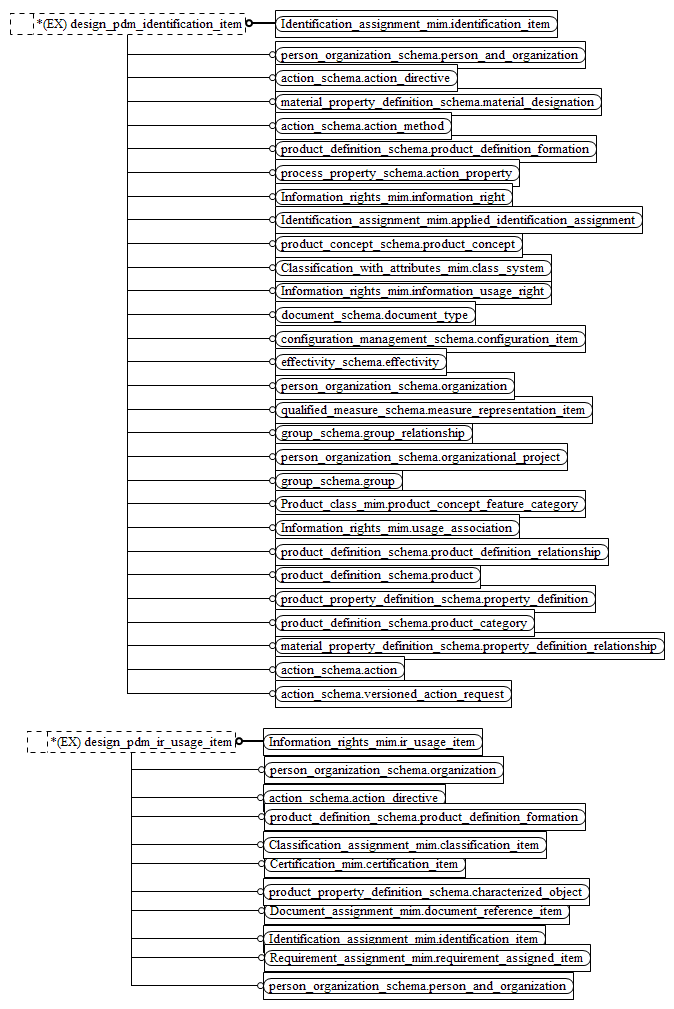 *(EX) design_pdm_identification_item
Identification_assignment_mim.identification_item
person_organization_schema.person_and_organization
action_schema.action_directive
material_property_definition_schema.material_designation
action_schema.action_method
product_definition_schema.product_definition_formation
process_property_schema.action_property
Information_rights_mim.information_right
Identification_assignment_mim.applied_identification_assignment
product_concept_schema.product_concept
Classification_with_attributes_mim.class_system
Information_rights_mim.information_usage_right
document_schema.document_type
configuration_management_schema.configuration_item
effectivity_schema.effectivity
person_organization_schema.organization
qualified_measure_schema.measure_representation_item
group_schema.group_relationship
person_organization_schema.organizational_project
group_schema.group
Product_class_mim.product_concept_feature_category
Information_rights_mim.usage_association
product_definition_schema.product_definition_relationship
product_definition_schema.product
product_property_definition_schema.property_definition
product_definition_schema.product_category
material_property_definition_schema.property_definition_relationship
action_schema.action
action_schema.versioned_action_request
*(EX) design_pdm_ir_usage_item
Information_rights_mim.ir_usage_item
person_organization_schema.organization
action_schema.action_directive
product_definition_schema.product_definition_formation
Classification_assignment_mim.classification_item
Certification_mim.certification_item
product_property_definition_schema.characterized_object
Document_assignment_mim.document_reference_item
Identification_assignment_mim.identification_item
Requirement_assignment_mim.requirement_assigned_item
person_organization_schema.person_and_organization